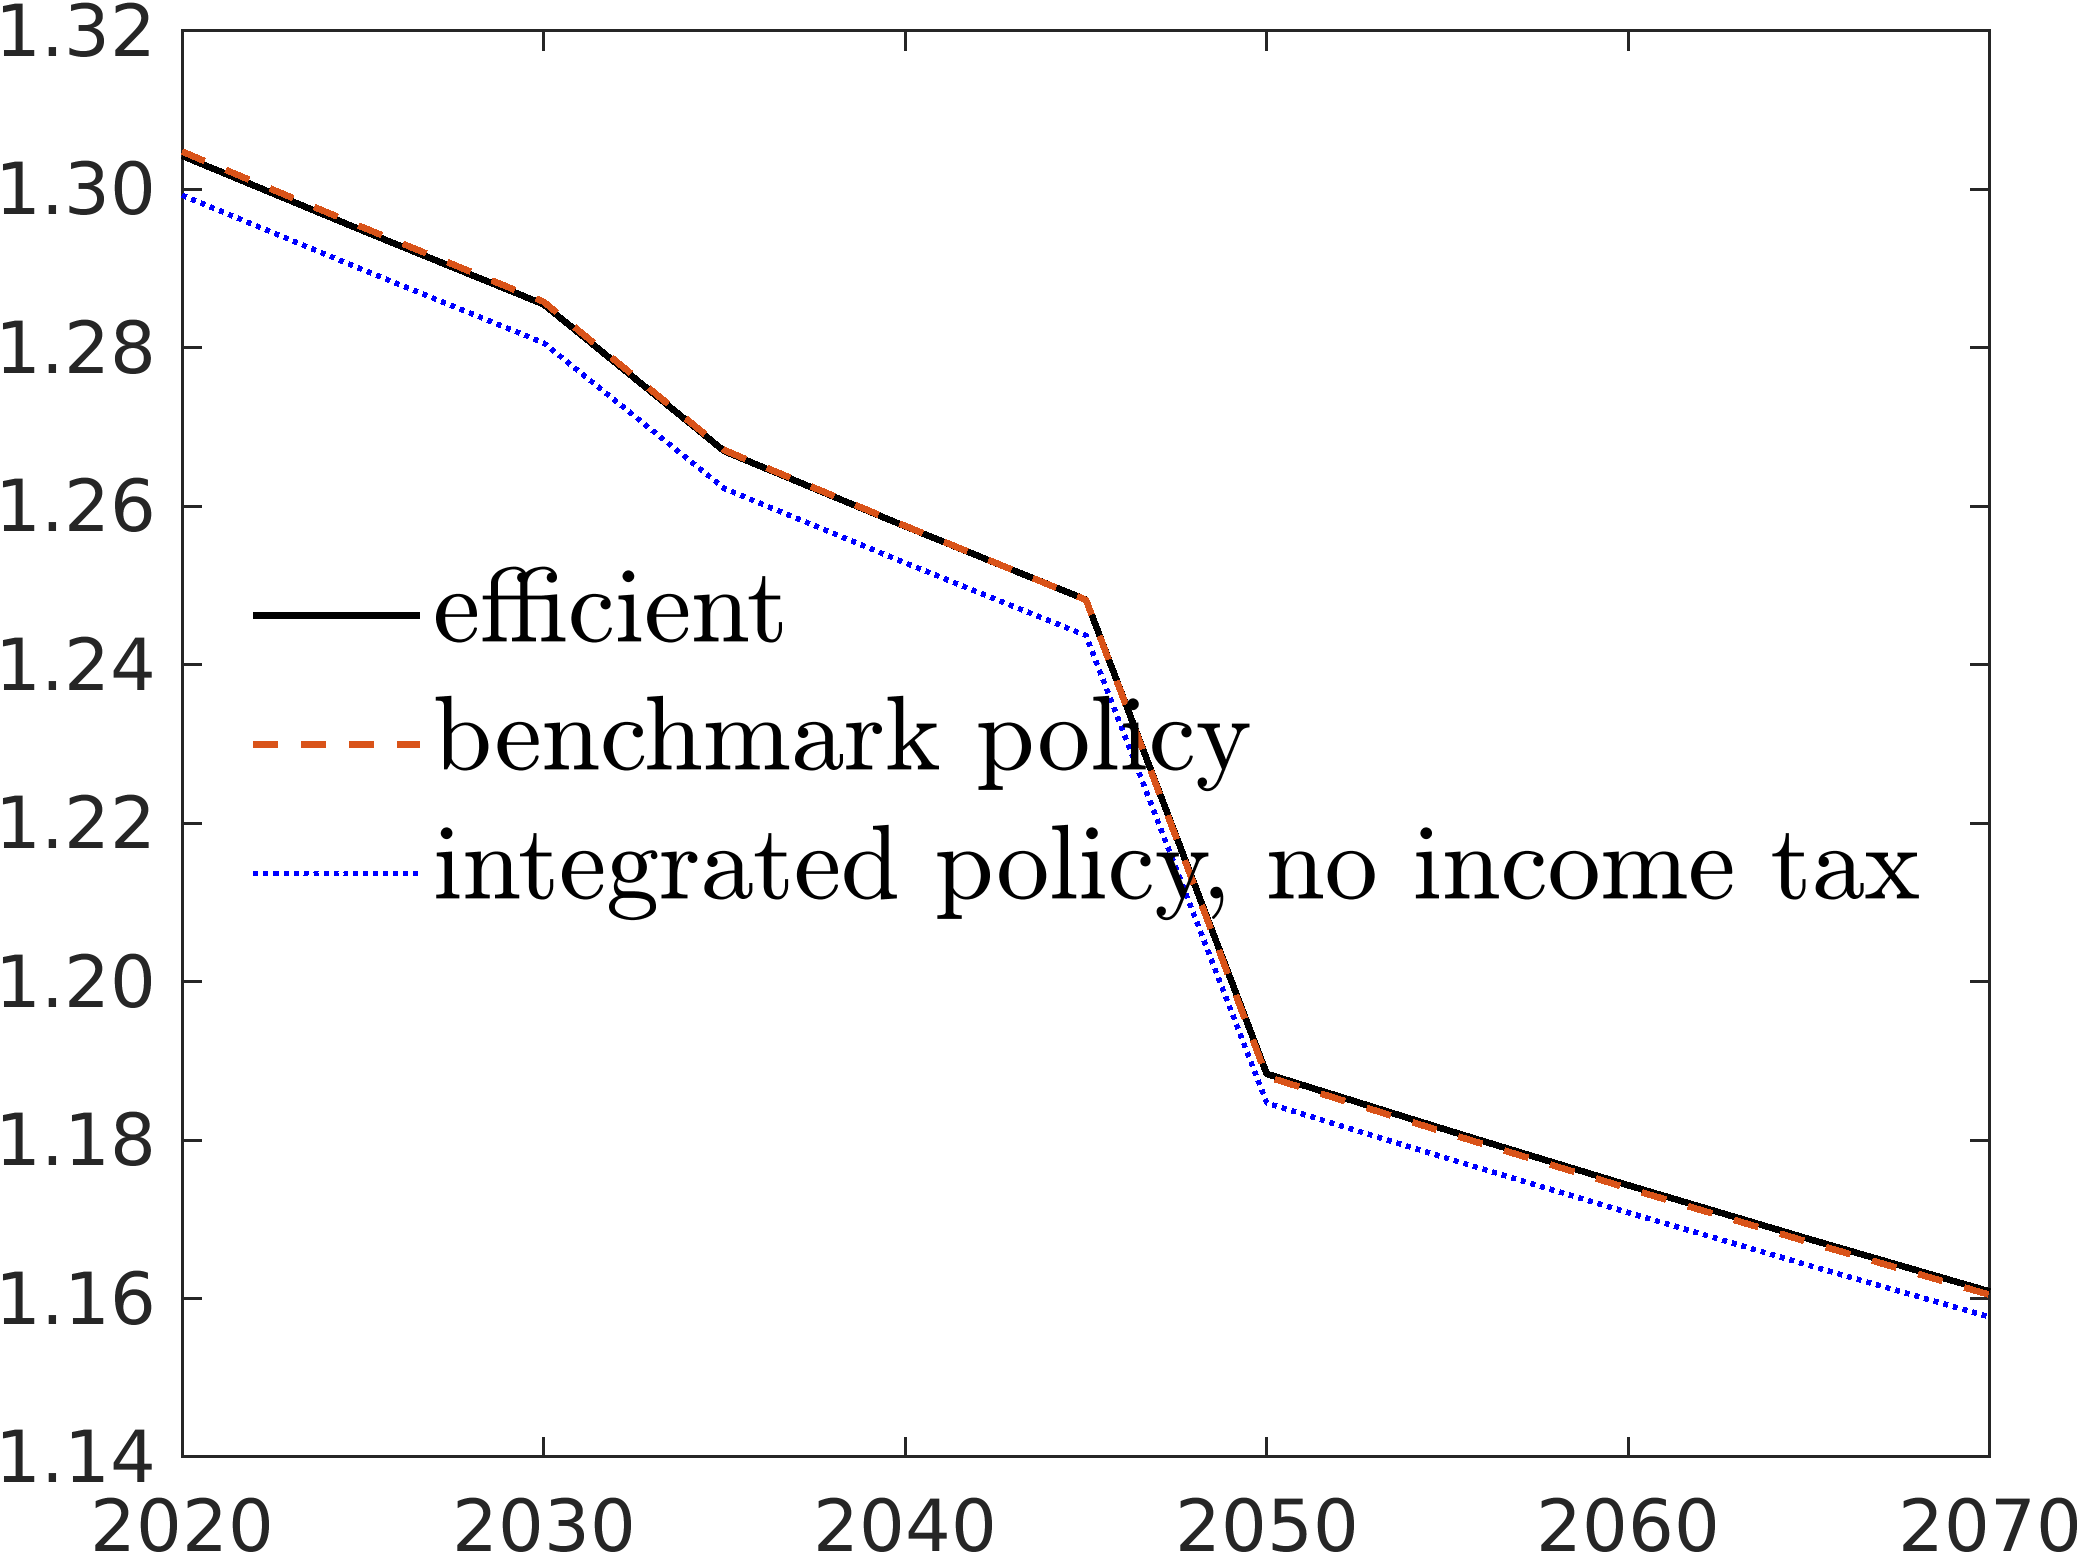 1.32
1.30
1.28
1.26
1.24
1.22
1.20
1.18
1.16
1.14
efficient
benchmark policy
integrated policy, no income tax
2020 2030 2040 2050 2060 2070